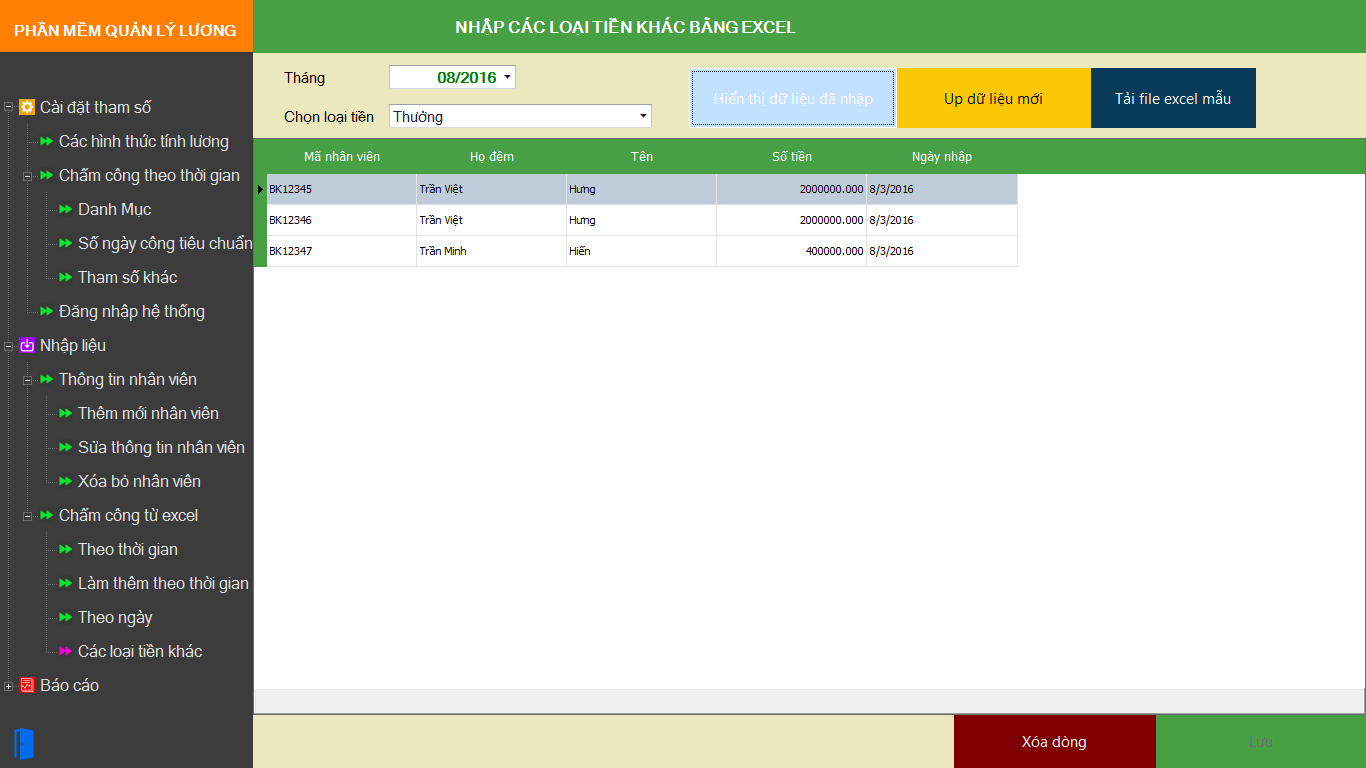 PHẦN MỀM QUẢN LÝ LƯƠNG
NHẬP CÁC LOẠI TIỀN KHÁC BẰNG EXCEL
Tháng
08/2016
Chọn loại tiền
Thưởng
Hiển thị dữ liệu đã nhập
Up dữ liệu mới
Tải file excel mẫu
Cài đặt tham số
Các hình thức tính lương
Chấm công theo thời gian
Danh Mục
Số ngày công tiêu chuẩn
Tham số khác
Đăng nhập hệ thống
Nhập liệu
Thông tin nhân viên
Thêm mới nhân viên
Sửa thông tin nhân viên
Xóa bỏ nhân viên
Chấm công từ excel
Theo thời gian
Làm thêm theo thời gian
Theo ngày
Các loại tiền khác
Báo cáo
Mã nhân viên Họ đệm Tên Số tiền Ngày nhập
BK12345 Trần Việt Hưng 2000000.000 8/3/2016
BK12346 Trần Việt Hưng 2000000.000 8/3/2016
BK12347 Trần Minh Hiến 400000.000 8/3/2016
Xóa dòng
Lưu